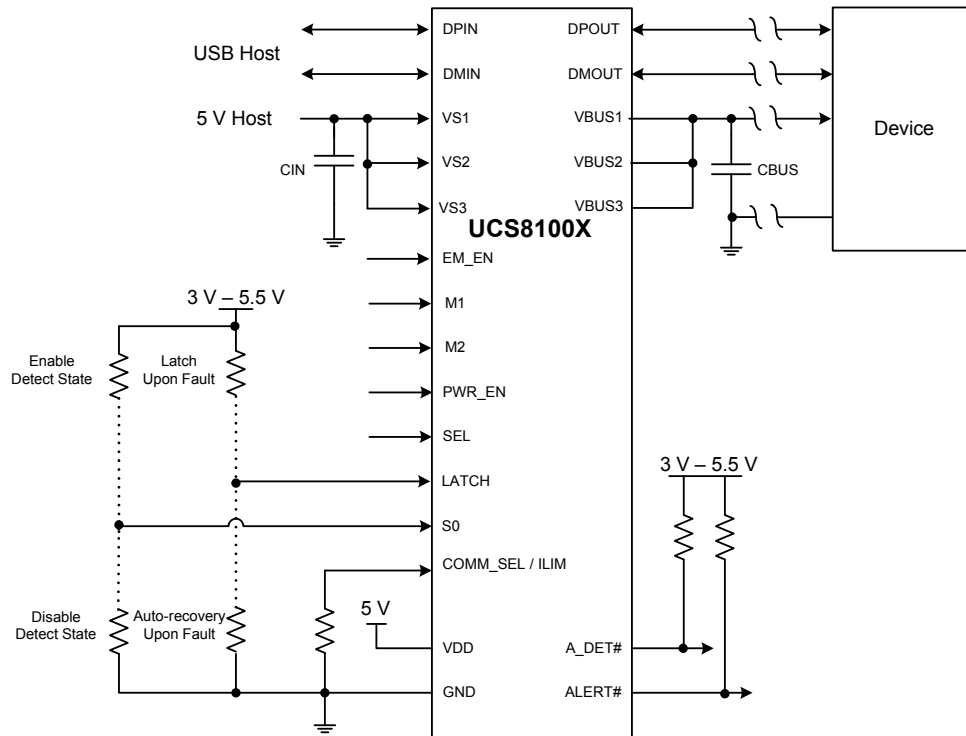 DPIN
DPOUT
USB Host
DMIN
DMOUT
5 V Host
VS1
VBUS1
Device
CIN
VS2
VBUS2
CBUS
VS3
VBUS3
UCS8100X
EM_EN
3 V – 5.5 V
M1
Enable
Detect State
Latch
Upon Fault
M2
PWR_EN
SEL
3 V – 5.5 V
LATCH
S0
COMM_SEL / ILIM
Disable
Detect State
Auto-recovery
Upon Fault
5 V
VDD
A_DET#
GND
ALERT#